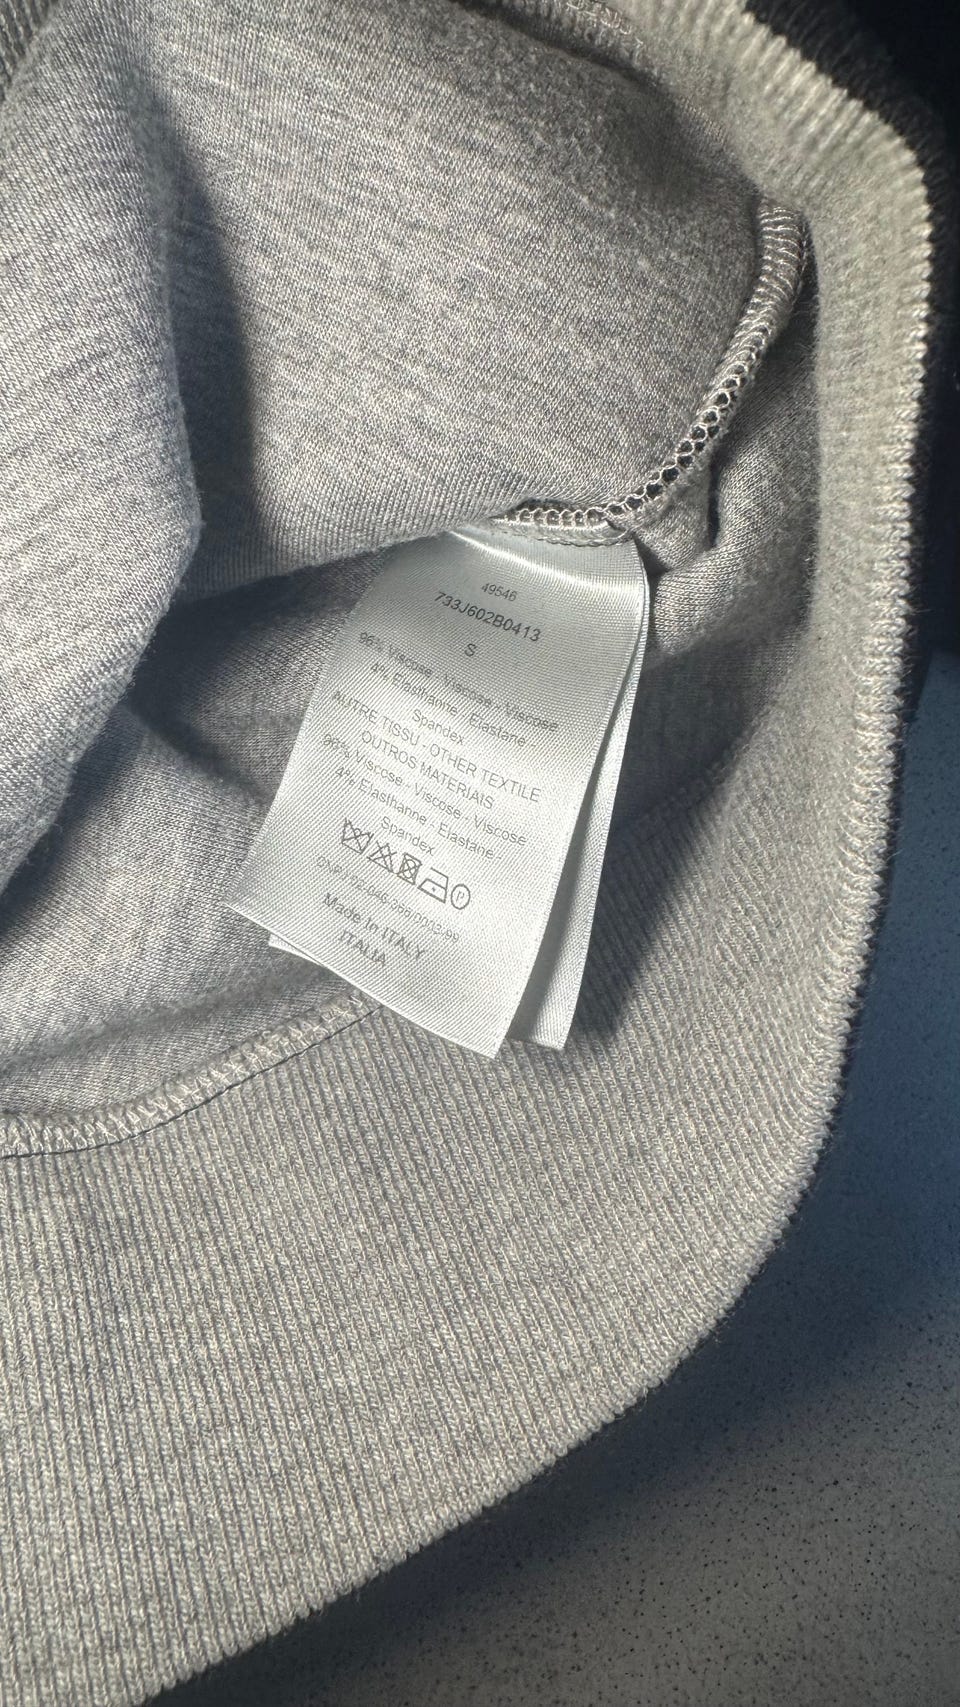 49546
733J602B0413
S
96% Viscose - Viscose - Viscose
4% Elasthanne - Elastane -
Spandex
AUTRE TISSU - OTHER TEXTILE
OUTROS MATERIAIS
96% Viscose - Viscose - Viscose
4% Elasthanne - Elastane -
Spandex
P
Made in ITALY
ITALIA